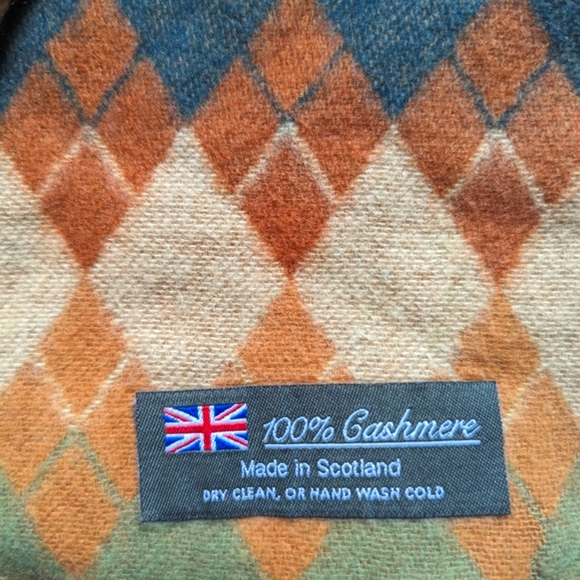 100% Cashmere
Made in Scotland
DRY CLEAN, OR HAND WASH COLD